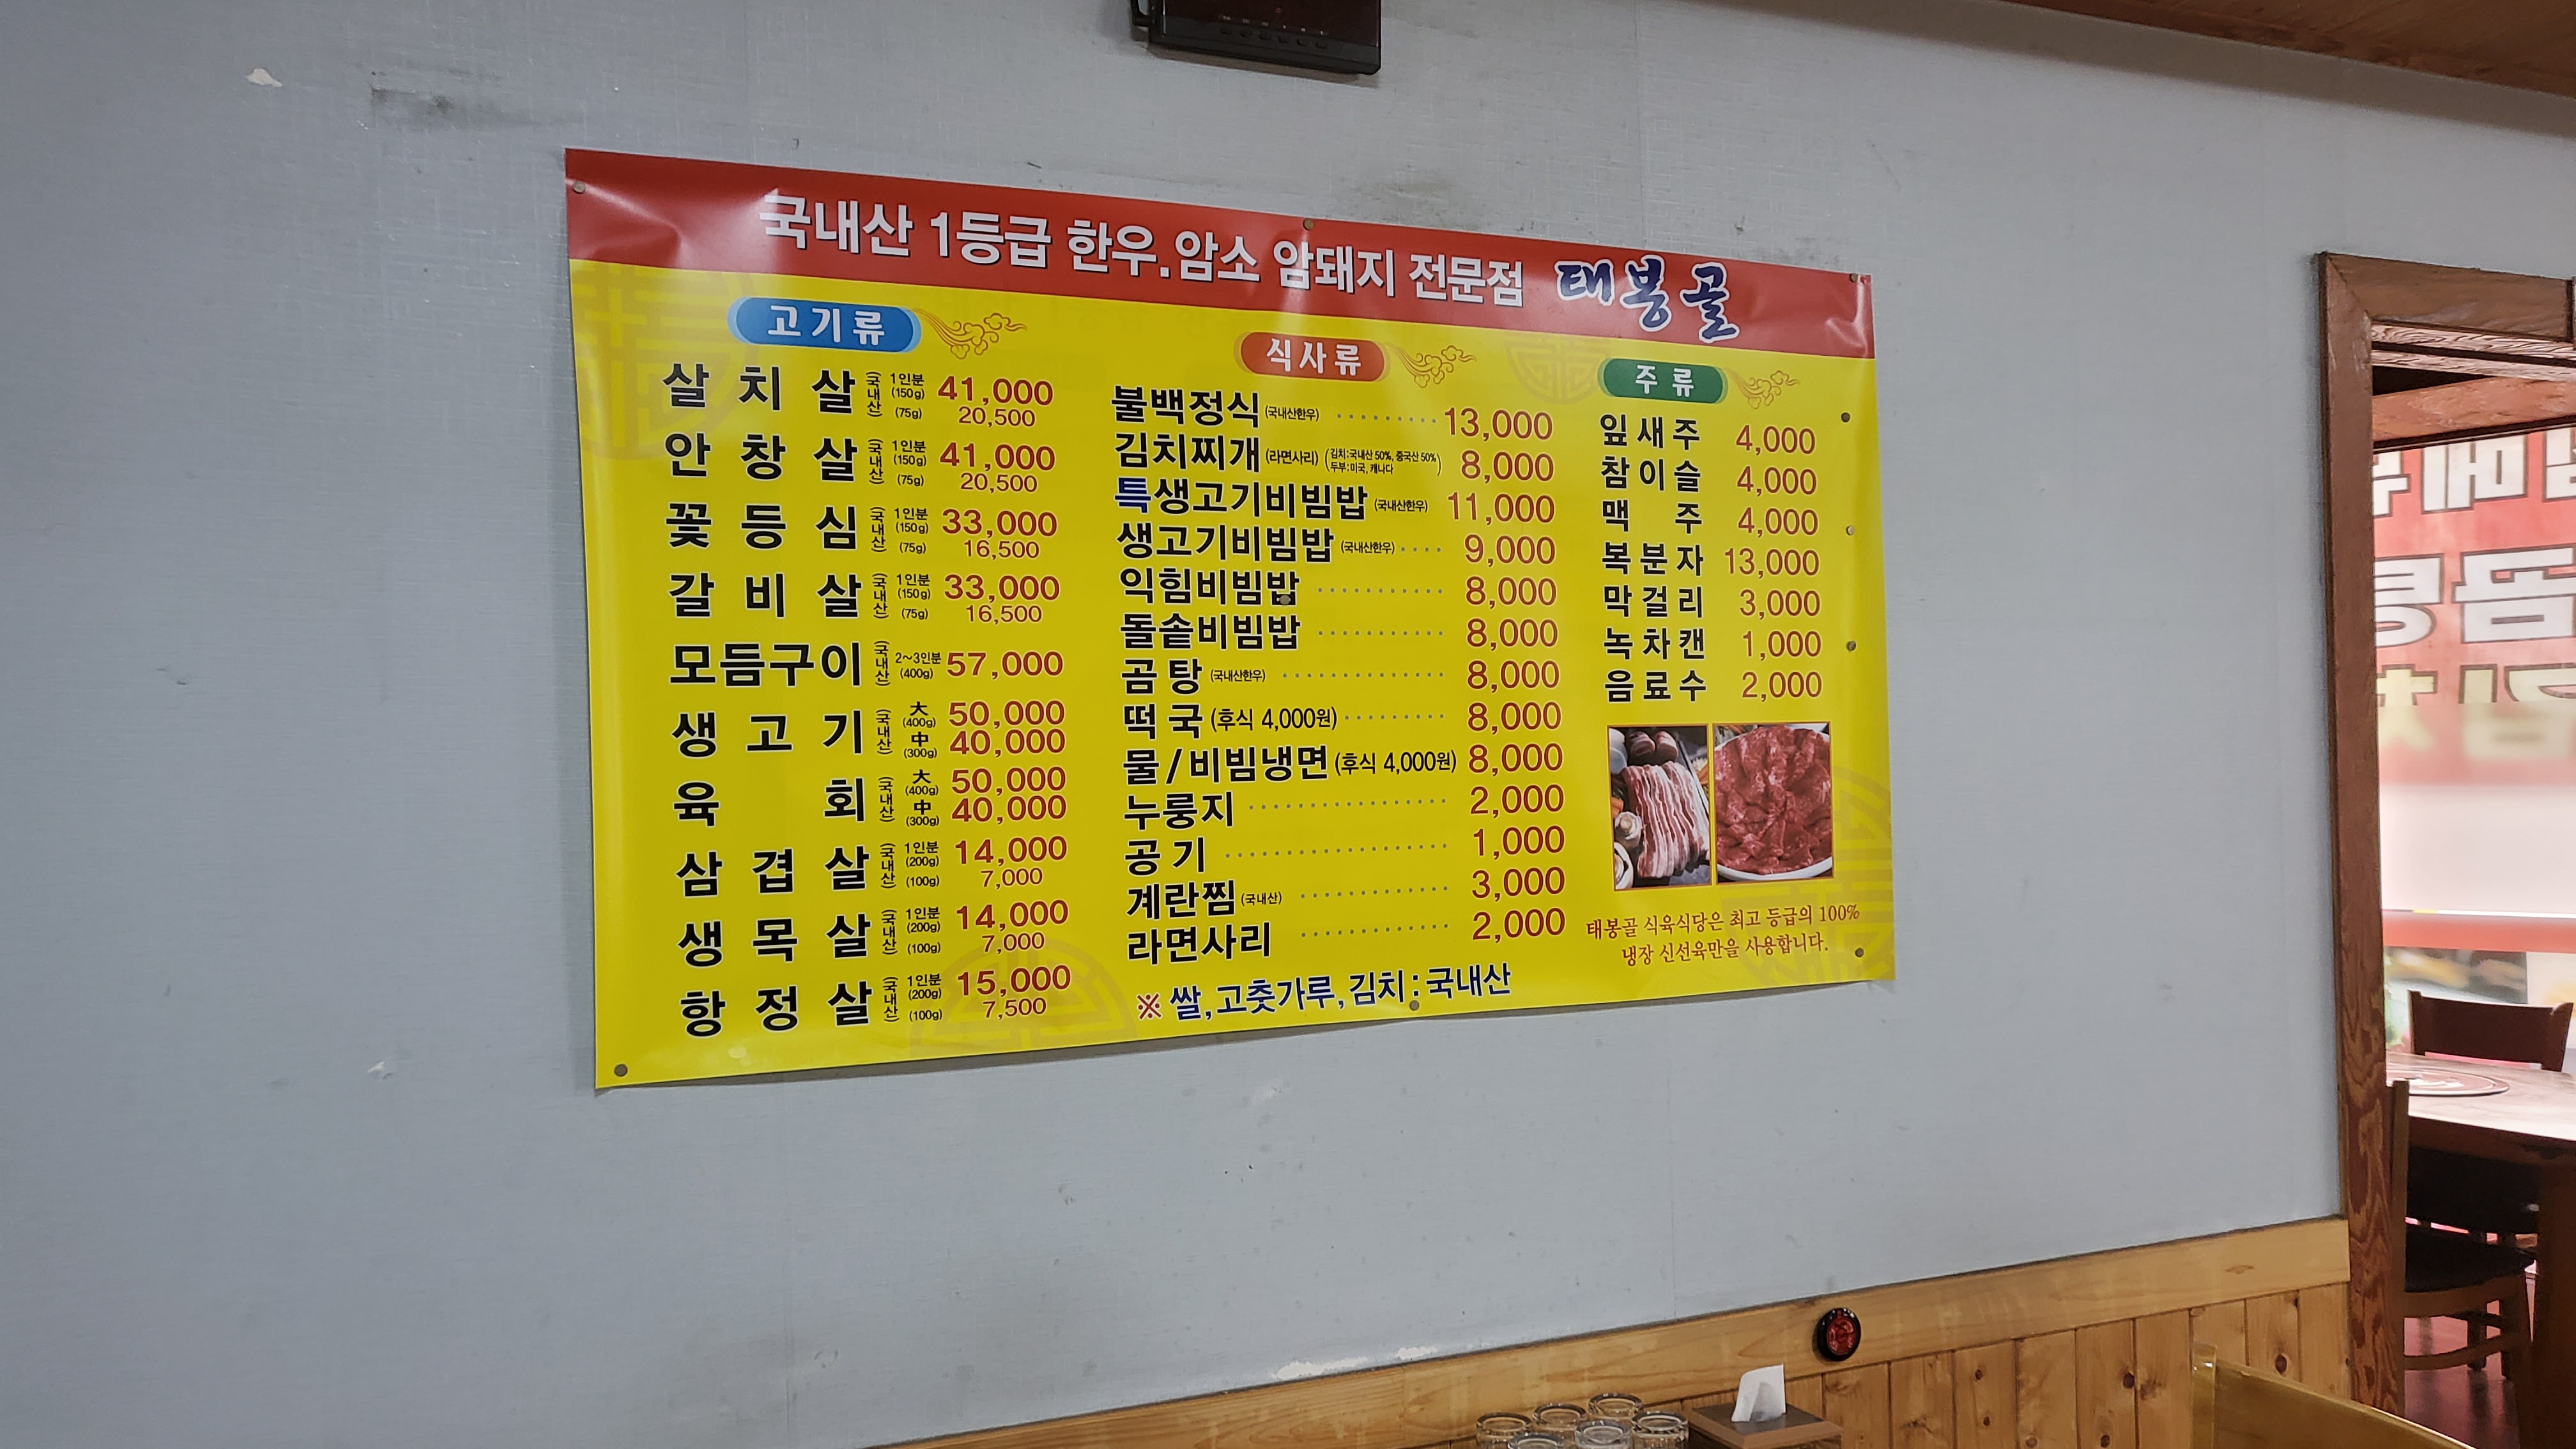 국내산 1등급 한우.암소 암돼지 전문점 태봉골
고기류
살치살 (국내산) 1인분 (150g) 41,000
(75g) 20,500
안창살 (국내산) 1인분 (150g) 41,000
(75g) 20,500
꽃등심 (국내산) 1인분 (150g) 33,000
(75g) 16,500
갈비살 (국내산) 1인분 (150g) 33,000
(75g) 16,500
모듬구이 (국내산) 2~3인분 (400g) 57,000
생고기 (국내산) 大 (400g) 50,000
中 (300g) 40,000
육회 (국내산) 大 (400g) 50,000
中 (300g) 40,000
삼겹살 (국내산) 1인분 (200g) 14,000
(100g) 7,000
생목살 (국내산) 1인분 (200g) 14,000
(100g) 7,000
항정살 (국내산) 1인분 (200g) 15,000
(100g) 7,500
식사류
불백정식 (국내산한우) 13,000
김치찌개 (라면사리) (김치:국내산 50%, 중국산 50% 두부:미국, 캐나다) 8,000
특생고기비빔밥 (국내산한우) 11,000
생고기비빔밥 (국내산한우) 9,000
익힘비빔밥 8,000
돌솥비빔밥 8,000
곰탕 (국내산한우) 8,000
떡국 (후식 4,000원) 8,000
물/비빔냉면 (후식 4,000원) 8,000
누룽지 2,000
공기 1,000
계란찜 (국내산) 3,000
라면사리 2,000
※ 쌀,고춧가루,김치:국내산
주류
잎새주 4,000
참이슬 4,000
맥주 4,000
복분자 13,000
막걸리 3,000
녹차캔 1,000
음료수 2,000
태봉골 식육식당은 최고 등급의 100%
냉장 신선육만을 사용합니다.